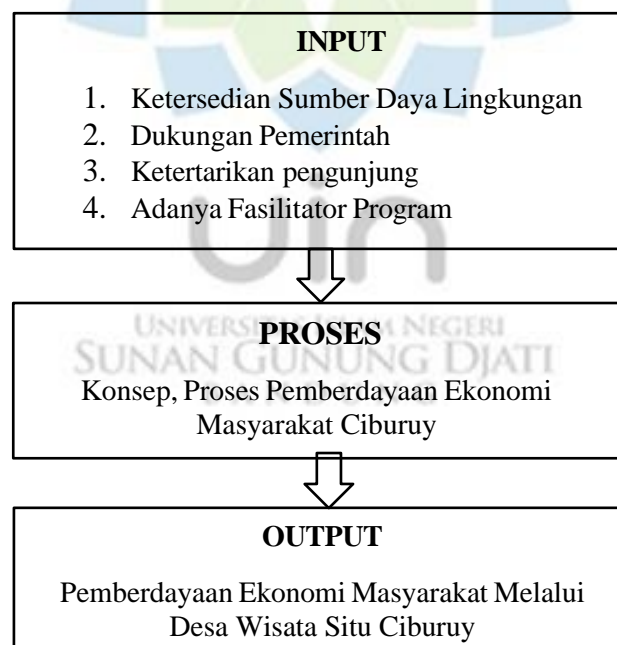 INPUT
1. Ketersedian Sumber Daya Lingkungan
2. Dukungan Pemerintah
3. Ketertarikan pengunjung
4. Adanya Fasilitator Program
uin
UNIVERSITAS ISLAM NEGERI
PROSES
SUNAN GUNUNG DJATI
Konsep, Proses Pemberdayaan Ekonomi
Masyarakat Ciburuy
OUTPUT
Pemberdayaan Ekonomi Masyarakat Melalui
Desa Wisata Situ Ciburuy